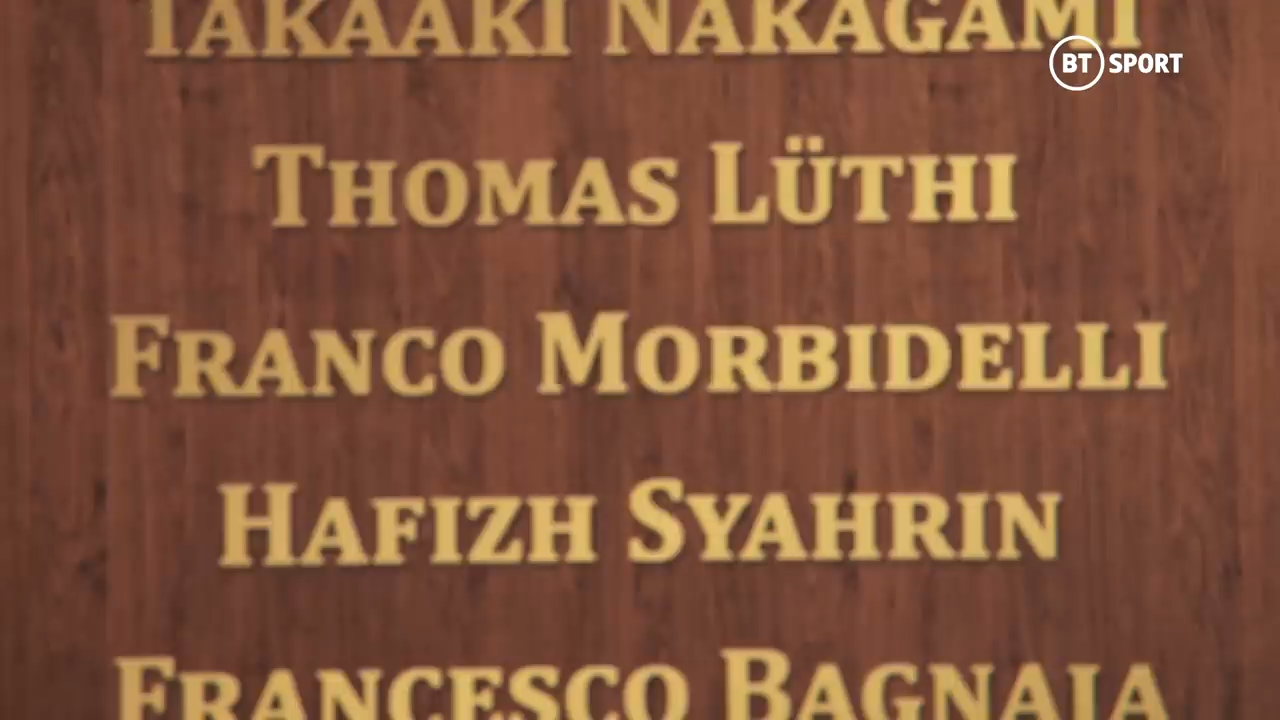 TAKAAKI NAKAGAMI
BT SPORT
THOMAS LÜTHI
FRANCO MORBIDELLI
HAFIZH SYAHRIN
FRANCESCO BAGNAIA